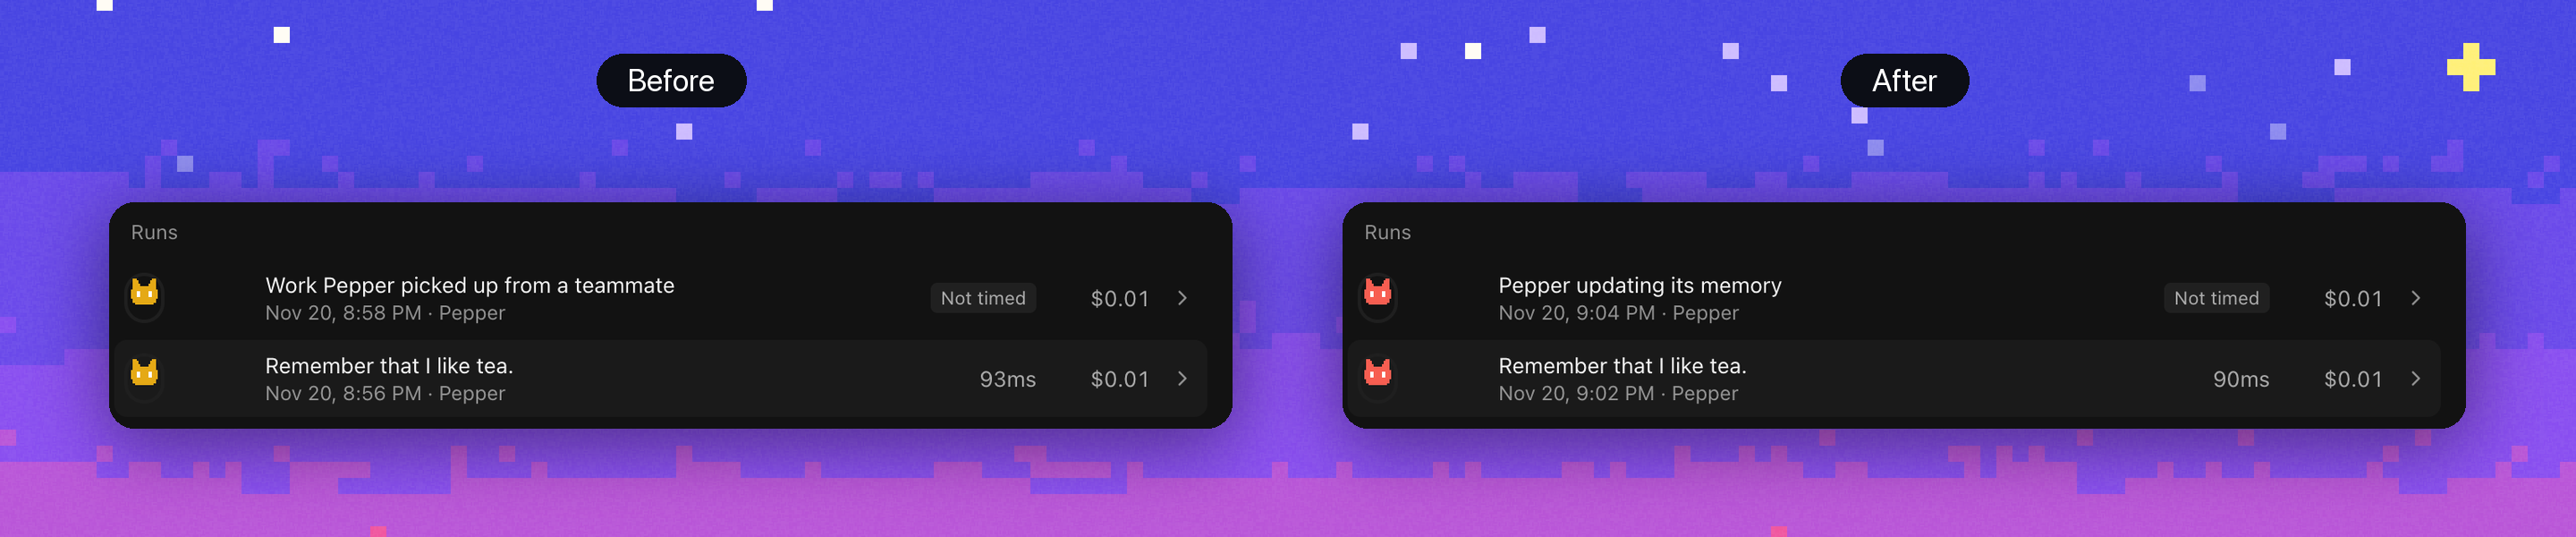 Before
Runs
Work Pepper picked up from a teammate
Nov 20, 8:58 PM · Pepper
Not timed
$0.01
Remember that I like tea.
Nov 20, 8:56 PM · Pepper
93ms
$0.01
After
Runs
Pepper updating its memory
Nov 20, 9:04 PM · Pepper
Not timed
$0.01
Remember that I like tea.
Nov 20, 9:02 PM · Pepper
90ms
$0.01